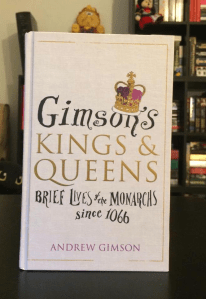 Gimson's
KINGS &
QUEENS
BRIEF LIVES of the MONARCHS
since 1066
ANDREW GIMSON